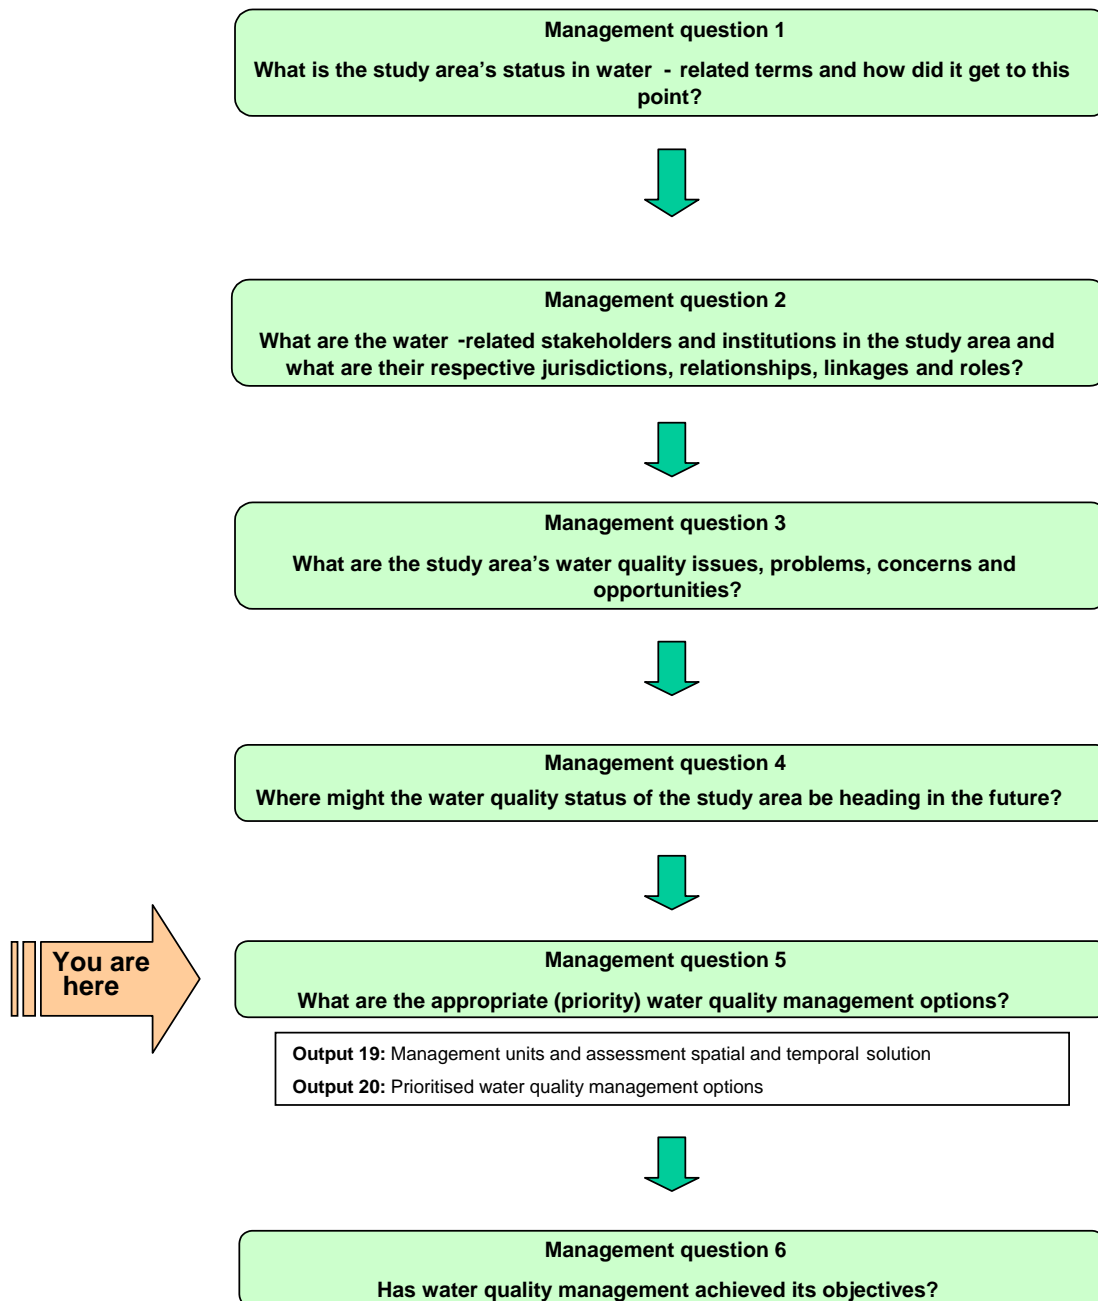 Management question 1
What is the study area’s status in water - related terms and how did it get to this
point?
Management question 2
What are the water -related stakeholders and institutions in the study area and
what are their respective jurisdictions, relationships, linkages and roles?
Management question 3
What are the study area’s water quality issues, problems, concerns and
opportunities?
Management question 4
Where might the water quality status of the study area be heading in the future?
You are
here
Management question 5
What are the appropriate (priority) water quality management options?
Output 19: Management units and assessment spatial and temporal solution
Output 20: Prioritised water quality management options
Management question 6
Has water quality management achieved its objectives?